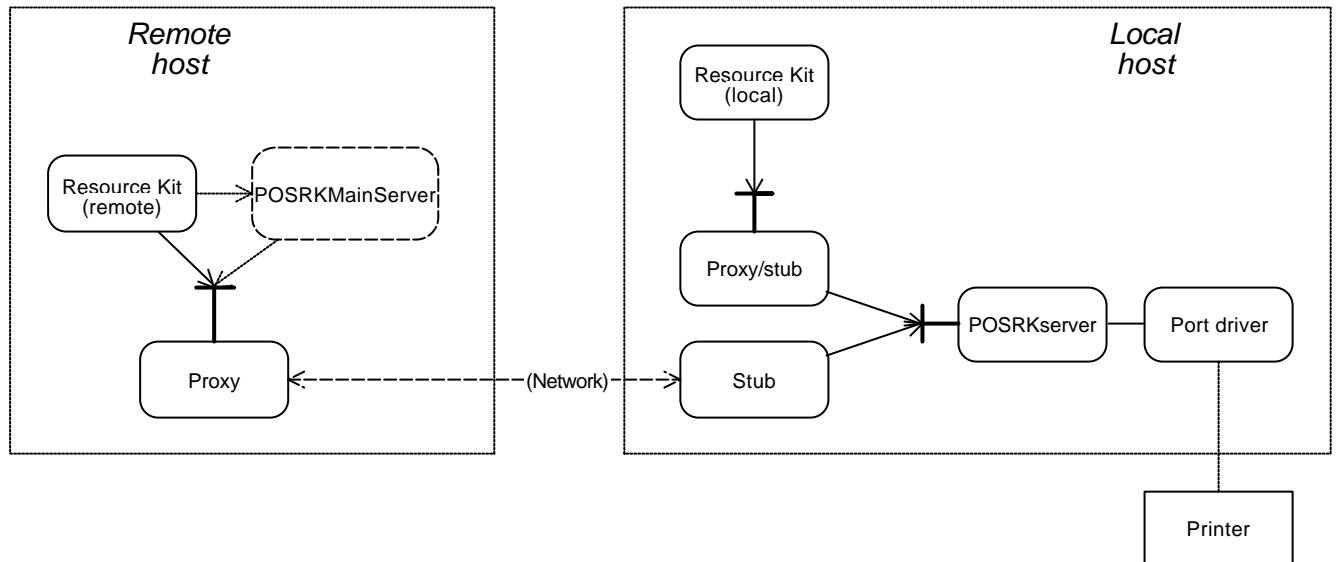 Remote
host
Resource Kit
(remote)
POSRKMainServer
Proxy
(Network)
Local
host
Resource Kit
(local)
Proxy/stub
Stub
POSRKserver
Port driver
Printer